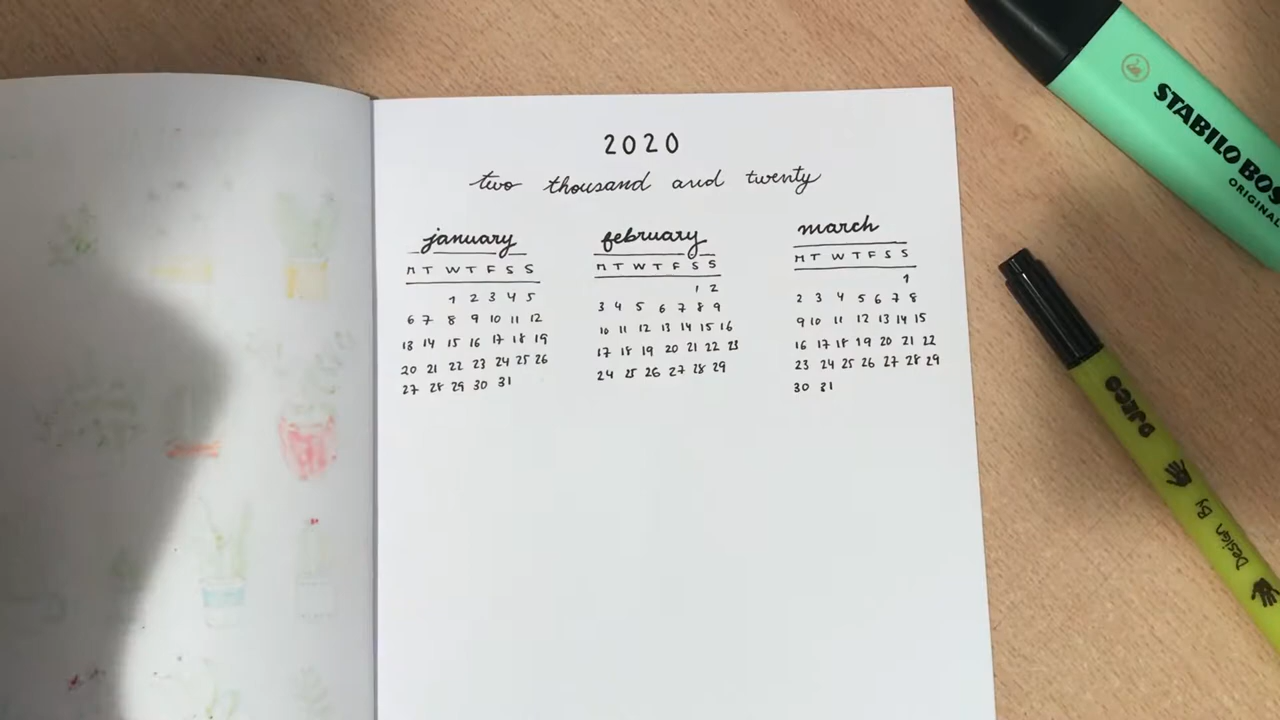 2020
two thousand and twenty
january
M T W T F S S
1 2 3 4 5
6 7 8 9 10 11 12
13 14 15 16 17 18 19
20 21 22 23 24 25 26
27 28 29 30 31
february
M T W T F S S
1 2
3 4 5 6 7 8 9
10 11 12 13 14 15 16
17 18 19 20 21 22 23
24 25 26 27 28 29
march
M T W T F S S
1
2 3 4 5 6 7 8
9 10 11 12 13 14 15
16 17 18 19 20 21 22
23 24 25 26 27 28 29
30 31
STABILO BOS
ORIGINAL
DJECO
Design By